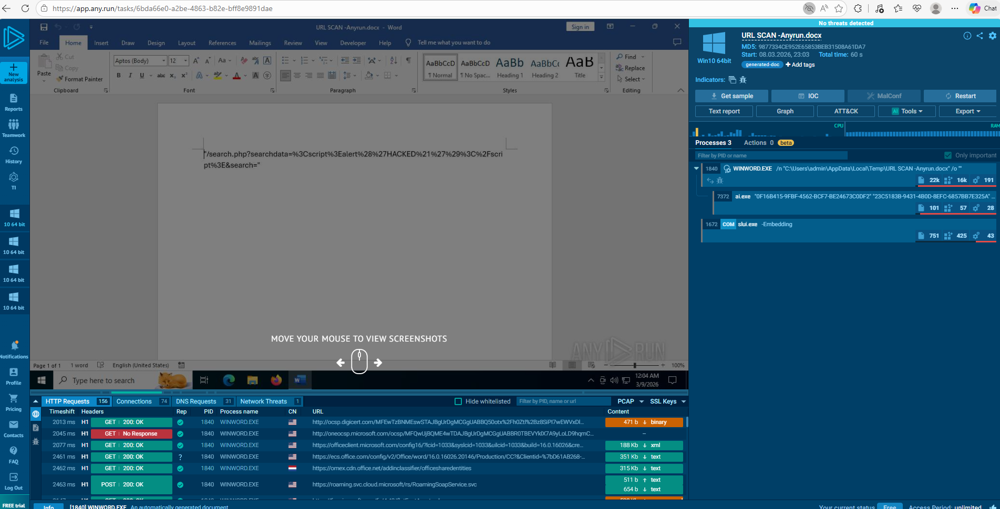 https://app.any.run/tasks/6bda66e0-a2be-4863-b82e-bff8e9891dae
Chat
New analysis
Reports
Teamwork
History
TI
10 64 bit
10 64 bit
10 64 bit
10 64 bit
Notifications
Profile
Pricing
Contacts
FAQ
Log Out
FREE trial
URL SCAN -Anyrun.docx - Word
Sign in
File Home Insert Draw Design Layout References Mailings Review View Developer Help Tell me what you want to do
Paste
Cut
Copy
Format Painter
Aptos (Body) 12
AaBbCcD AaBbCcD AaBb AaBbC AaB
¶ Normal ¶ No Spac... Heading 1 Heading 2 Title
Find
Replace
Select
Clipboard Font Paragraph Styles Editing
"/search.php?searchdata=%3Cscript%3Ealert%28%27HACKED%21%27%29%3C%2Fscri
pt%3E&search="
MOVE YOUR MOUSE TO VIEW SCREENSHOTS
ANY RUN
Page 1 of 1 1 word English (United States) 100%
Type here to search
12:04 AM
3/9/2026
HTTP Requests 156 Connections 74 DNS Requests 31 Network Threats 1 Hide whitelisted Filter by PID, name or url PCAP SSL Keys
Timeshift Headers Rep PID Process name CN URL Content
2013 ms H1 GET 200: OK 1840 WINWORD.EXE 471 b binary
2045 ms H1 GET No Response 1840 WINWORD.EXE –
2077 ms H1 GET 200: OK 1840 WINWORD.EXE https://officeclient.microsoft.com/config16/?lcid=1033&syslcid=1033&uilcid=1033&build=16.0.16026&cre... 188 Kb xml
2461 ms H1 GET 200: OK ? 1840 WINWORD.EXE https://ecs.office.com/config/v2/Office/word/16.0.16026.20146/Production/CC?&Clientid=%7bD61AB268-... 351 Kb text
2462 ms H1 GET 200: OK 1840 WINWORD.EXE https://omex.cdn.office.net/addinclassifier/officesharedentities 315 Kb text
2463 ms H1 POST 200: OK 1840 WINWORD.EXE https://roaming.svc.cloud.microsoft/rs/RoamingSoapService.svc 511 b text
654 b text
Info [1840] WINWORD.EXE An automatically generated document
No threats detected
URL SCAN -Anyrun.docx
MD5: 9877334CE952E65853BEB31508A61DA7
Start: 08.03.2026, 23:03 Total time: 60 s
Win10 64bit
generated-doc + Add tags
Indicators:
Get sample IOC MalConf Restart
Text report Graph ATT&CK AI Tools Export
CPU RAM
Processes 3 Actions 0 beta
Filter by PID or name Only important
1840 WINWORD.EXE /n "C:\Users\admin\AppData\Local\Temp\URL SCAN -Anyrun.docx" /o ""
22k 16k 191
7372 ai.exe "0F16B415-9FBF-4562-BCF7-BE24673C0DF2" "23C5183B-9431-4B0D-8EFC-6857BB7E325A" ...
101 57 28
1672 COM slui.exe -Embedding
751 425 43
Your current status Free Access Period: unlimited